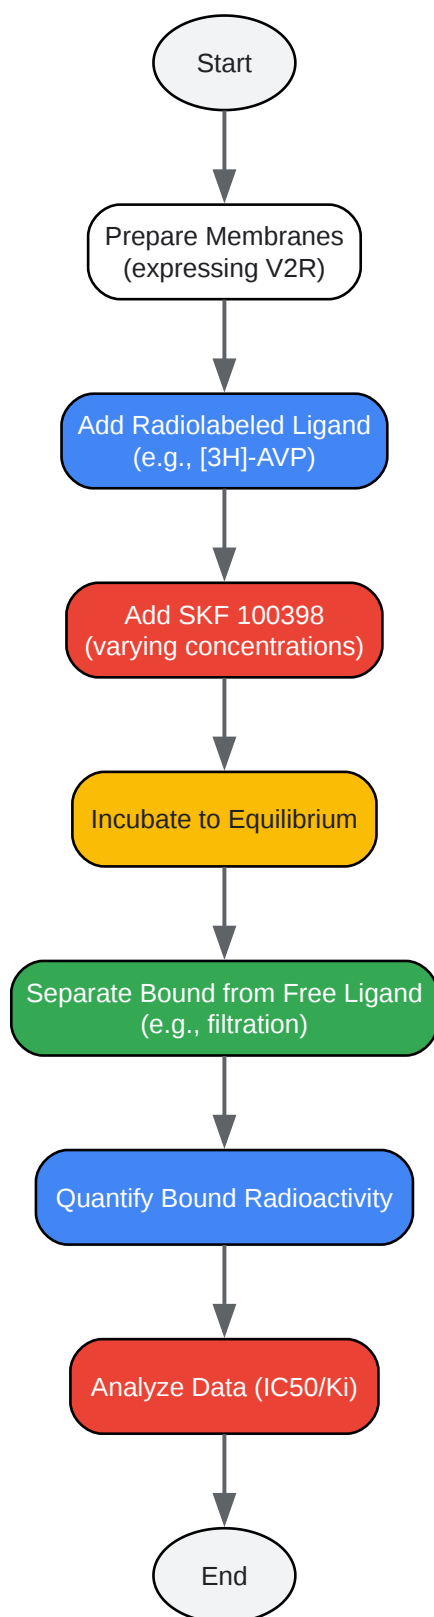 Start
Prepare Membranes
(expressing V2R)
Add Radiolabeled Ligand
(e.g., [3H]-AVP)
Add SKF 100398
(varying concentrations)
Incubate to Equilibrium
Separate Bound from Free Ligand
(e.g., filtration)
Quantify Bound Radioactivity
Analyze Data (IC50/Ki)
End